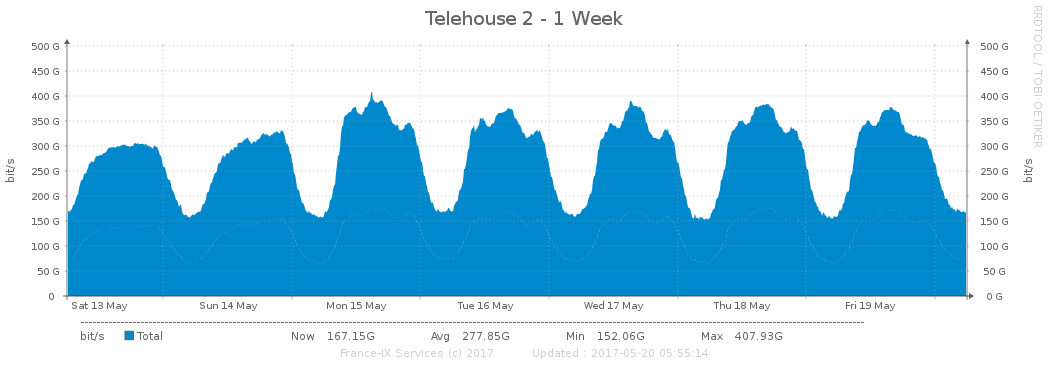 Telehouse 2 - 1 Week
RRDTOOL / TOBI OETIKER
500 G 500 G
450 G 450 G
400 G 400 G
350 G 350 G
300 G 300 G
250 G 250 G
200 G 200 G
150 G 150 G
100 G 100 G
50 G 50 G
0 0 G
bit/s bit/s
Sat 13 May Sun 14 May Mon 15 May Tue 16 May Wed 17 May Thu 18 May Fri 19 May
bit/s Total Now 167.15G Avg 277.85G Min 152.06G Max 407.93G
France-IX Services (c) 2017 Updated : 2017-05-20 05:55:14